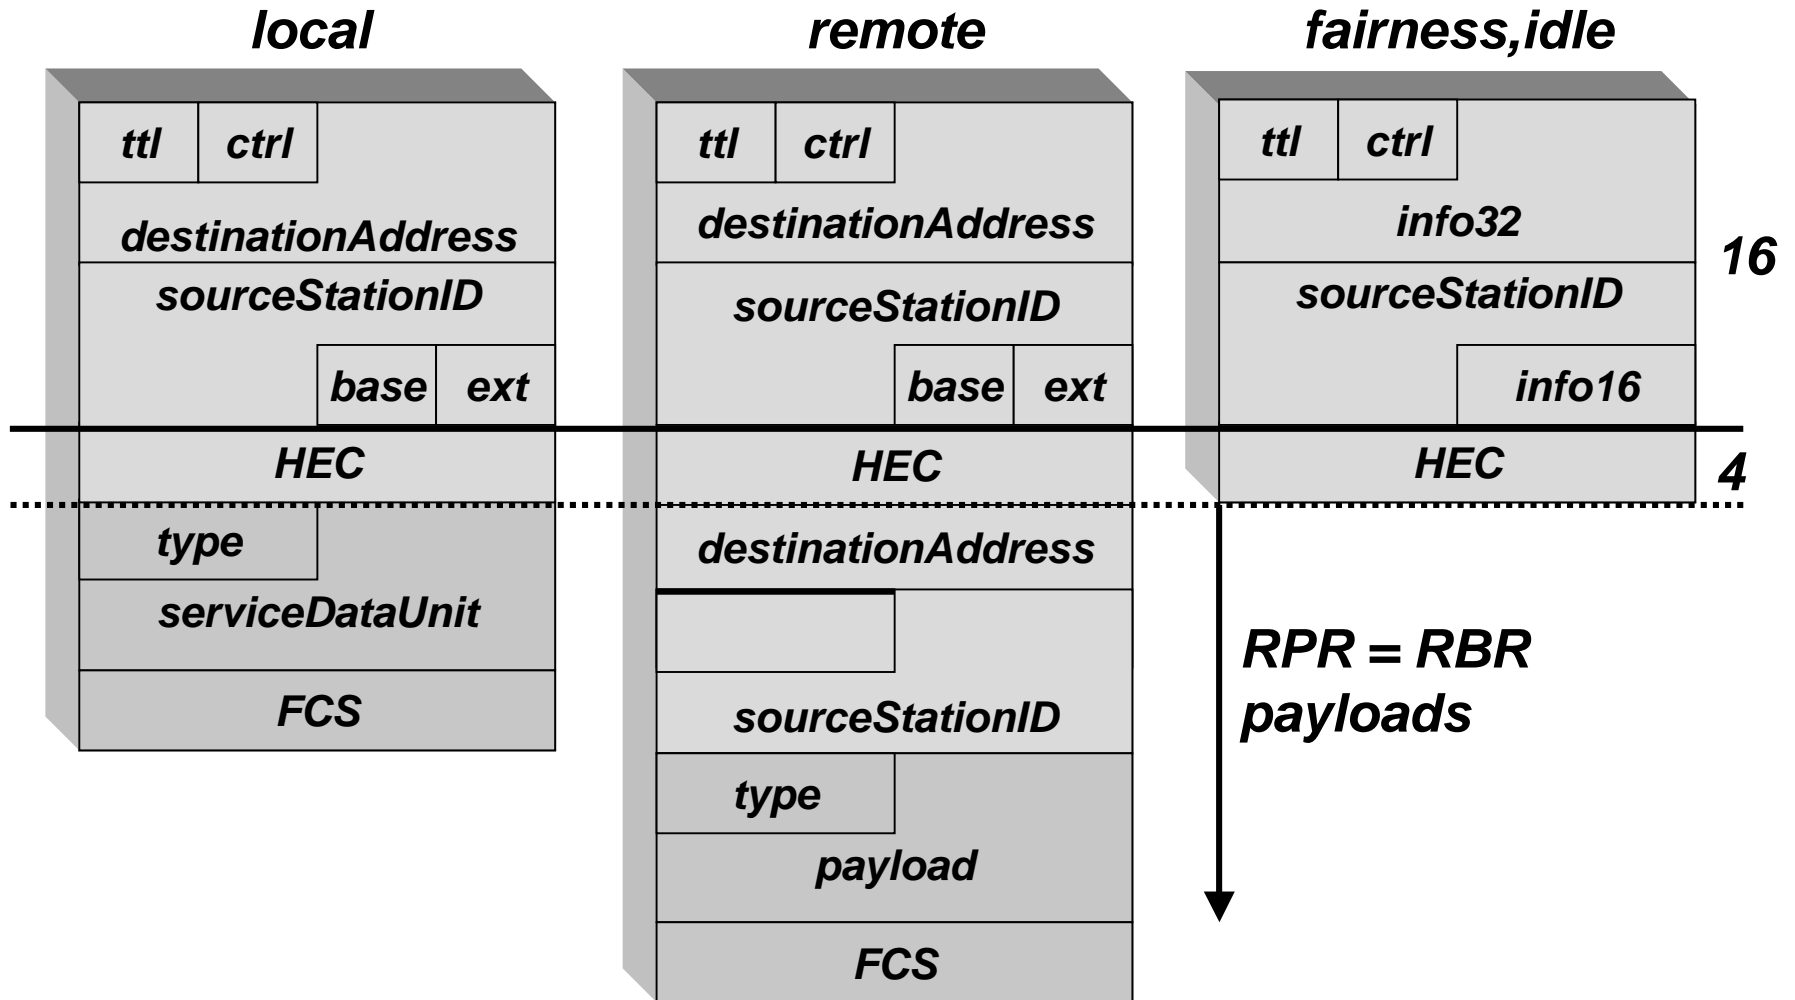 local
ttl ctrl
destinationAddress
sourceStationID
base ext
HEC
type
serviceDataUnit
FCS
remote
ttl ctrl
destinationAddress
sourceStationID
base ext
HEC
destinationAddress
sourceStationID
type
payload
FCS
fairness,idle
ttl ctrl
info32
sourceStationID
info16
HEC
16
4
RPR = RBR
payloads